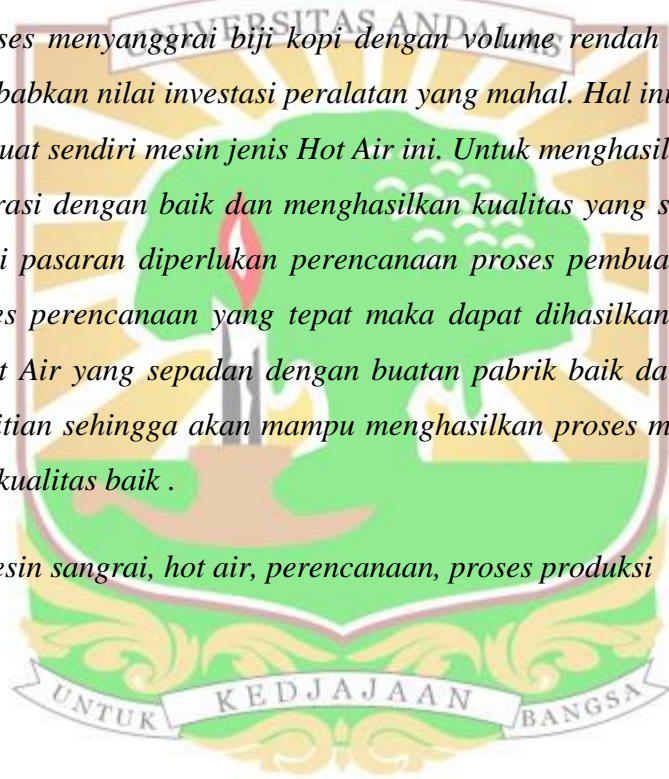 UNIVERSITAS ANDALAS
ses menyanggrai biji kopi dengan volume rendah
babkan nilai investasi peralatan yang mahal. Hal ini
uat sendiri mesin jenis Hot Air ini. Untuk menghasil
rasi dengan baik dan menghasilkan kualitas yang s
i pasaran diperlukan perencanaan proses pembua
es perencanaan yang tepat maka dapat dihasilkan
t Air yang sepadan dengan buatan pabrik baik da
itian sehingga akan mampu menghasilkan proses m
kualitas baik .
esin sangrai, hot air, perencanaan, proses produksi
UNTUK KEDJAJAAN BANGSA